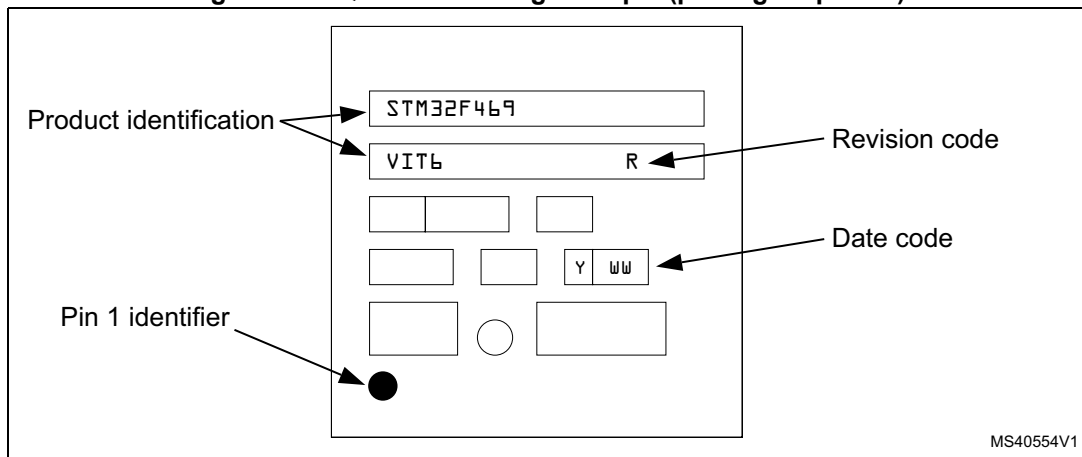 STM32F469
Product identification
Revision code
VIT6 R
Date code
Y WW
Pin 1 identifier
MS40554V1